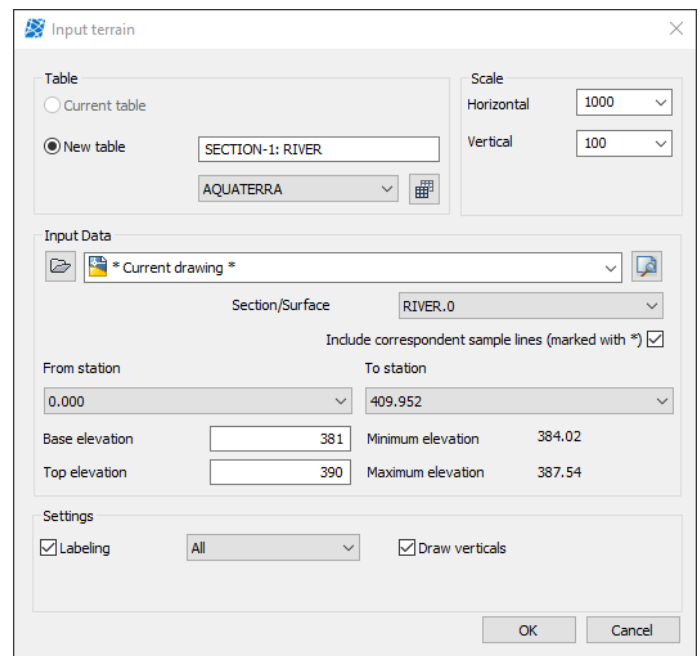 Input terrain
Table
Current table
New table
SECTION-1: RIVER
AQUATERRA
Scale
Horizontal
1000
Vertical
100
Input Data
* Current drawing *
Section/Surface
RIVER.0
Include correspondent sample lines (marked with *)
From station
To station
0.000
409.952
Base elevation
381
Minimum elevation
384.02
Top elevation
390
Maximum elevation
387.54
Settings
Labeling
All
Draw verticals
OK
Cancel